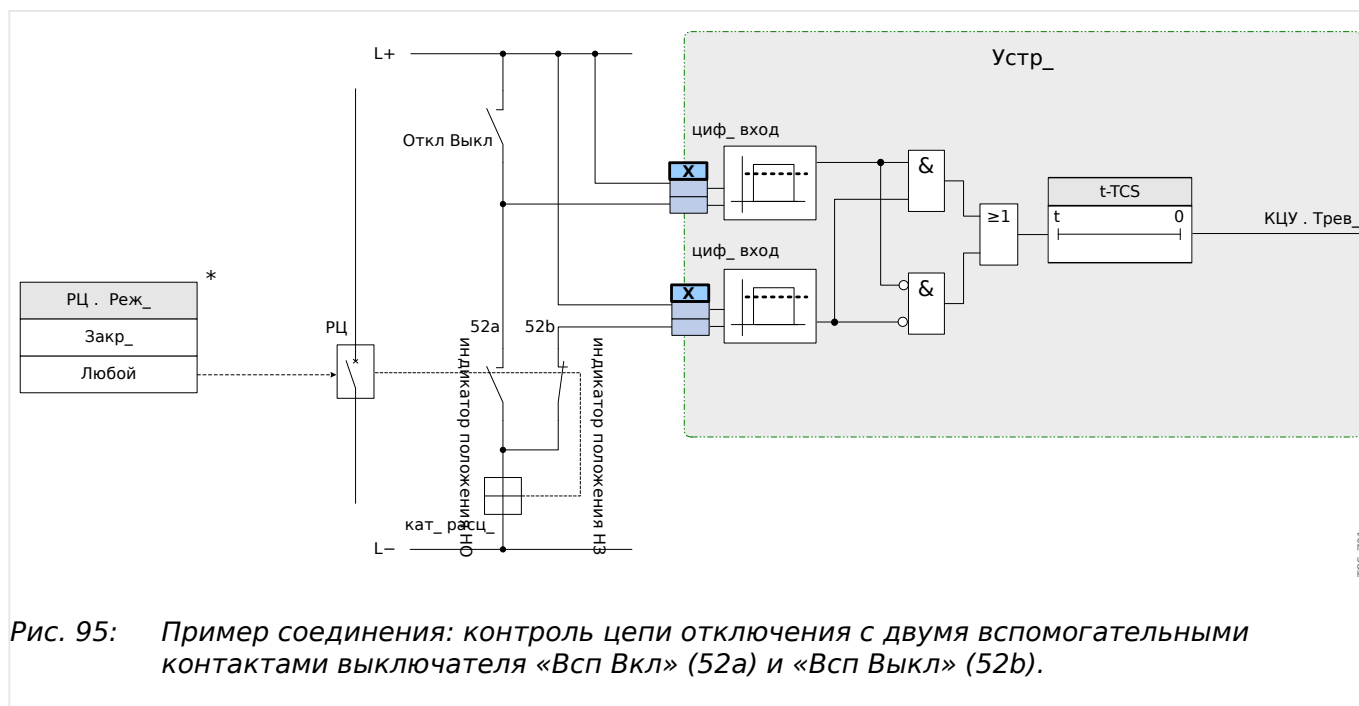 L+
Устр_
циф_ вход
Откл Выкл
X
&
t-TCS
≥1
t 0
КЦУ . Трев_
циф_ вход
*
X
&
РЦ . Реж_
РЦ
52a 52b
Закр_
Любой
индикатор положения НО
индикатор положения НЗ
кат_ расц_
L−
Рис. 95: Пример соединения: контроль цепи отключения с двумя вспомогательными
контактами выключателя «Всп Вкл» (52a) и «Всп Выкл» (52b).